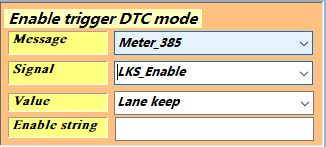 Enable trigger DTC mode
Message Meter_385
Signal LKS_Enable
Value Lane keep
Enable string